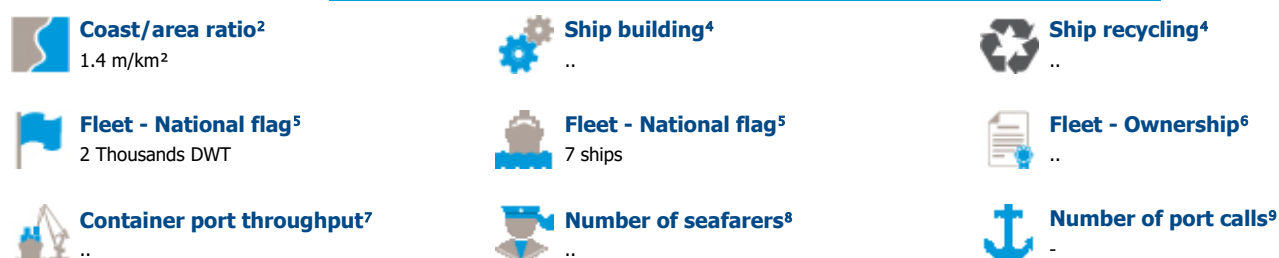 Coast/area ratio²
1.4 m/km²
Ship building⁴
..
Ship recycling⁴
..
Fleet - National flag⁵
2 Thousands DWT
Fleet - National flag⁵
7 ships
Fleet - Ownership⁶
..
Container port throughput⁷
..
Number of seafarers⁸
..
Number of port calls⁹
-